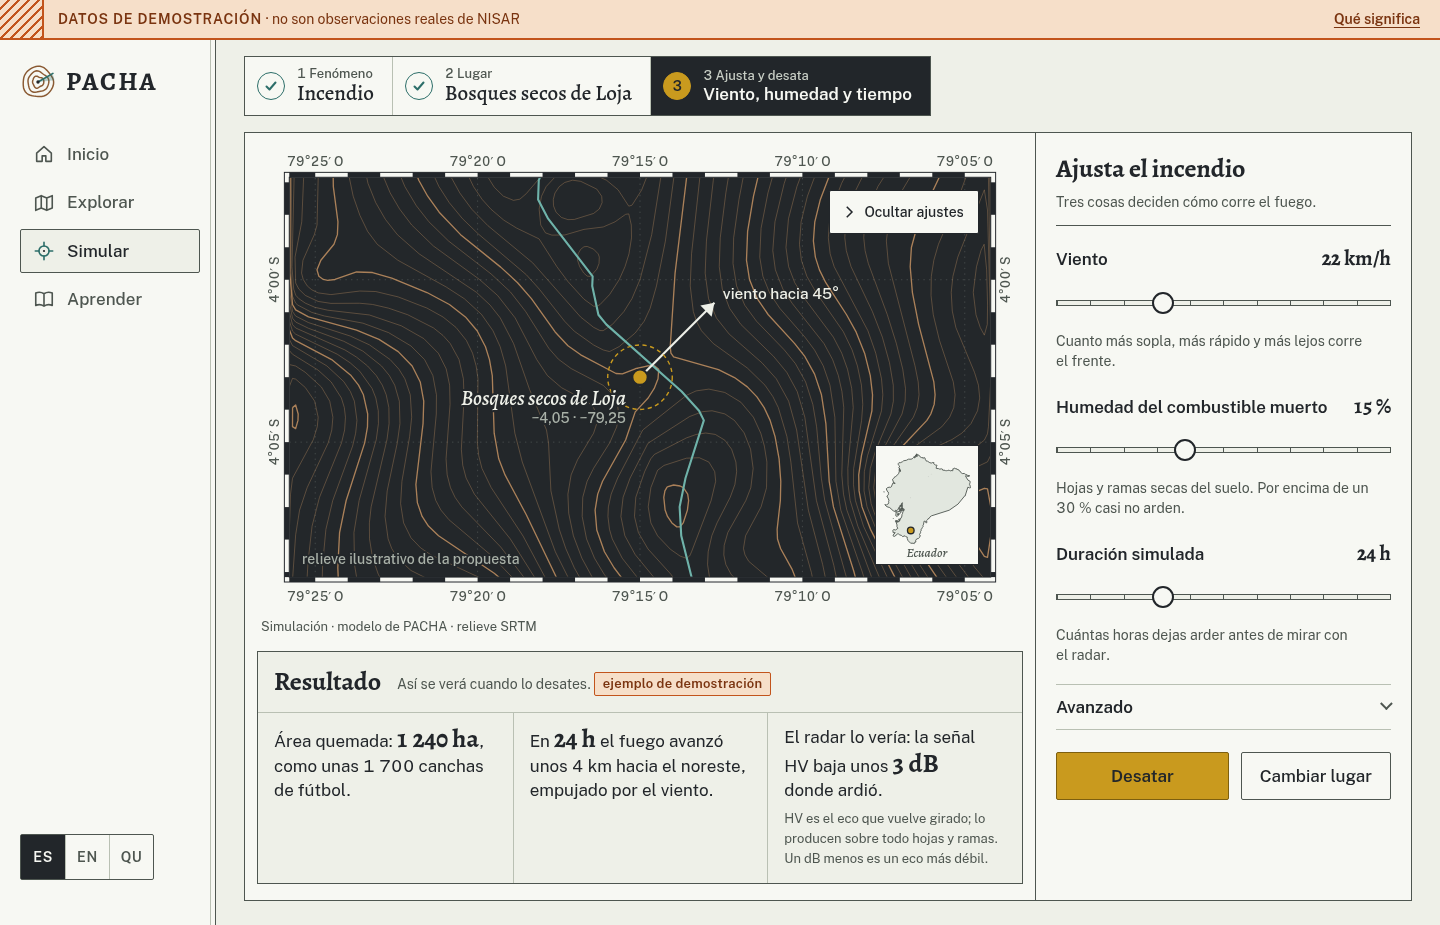 DATOS DE DEMOSTRACIÓN · no son observaciones reales de NISAR
Qué significa
PACHA
Inicio
Explorar
Simular
Aprender
ES EN QU
1 Fenómeno
Incendio
2 Lugar
Bosques secos de Loja
3
3 Ajusta y desata
Viento, humedad y tiempo
79°25′ O 79°20′ O 79°15′ O 79°10′ O 79°05′ O
4°00′ S
4°05′ S
4°00′ S
4°05′ S
Ocultar ajustes
viento hacia 45°
Bosques secos de Loja
−4,05 · −79,25
relieve ilustrativo de la propuesta
Ecuador
79°25′ O 79°20′ O 79°15′ O 79°10′ O 79°05′ O
Simulación · modelo de PACHA · relieve SRTM
Resultado Así se verá cuando lo desates. ejemplo de demostración
Área quemada: 1 240 ha,
como unas 1 700 canchas
de fútbol.
En 24 h el fuego avanzó
unos 4 km hacia el noreste,
empujado por el viento.
El radar lo vería: la señal
HV baja unos 3 dB
donde ardió.
HV es el eco que vuelve girado; lo
producen sobre todo hojas y ramas.
Un dB menos es un eco más débil.
Ajusta el incendio
Tres cosas deciden cómo corre el fuego.
Viento 22 km/h
Cuanto más sopla, más rápido y más lejos corre
el frente.
Humedad del combustible muerto 15 %
Hojas y ramas secas del suelo. Por encima de un
30 % casi no arden.
Duración simulada 24 h
Cuántas horas dejas arder antes de mirar con
el radar.
Avanzado
Desatar
Cambiar lugar